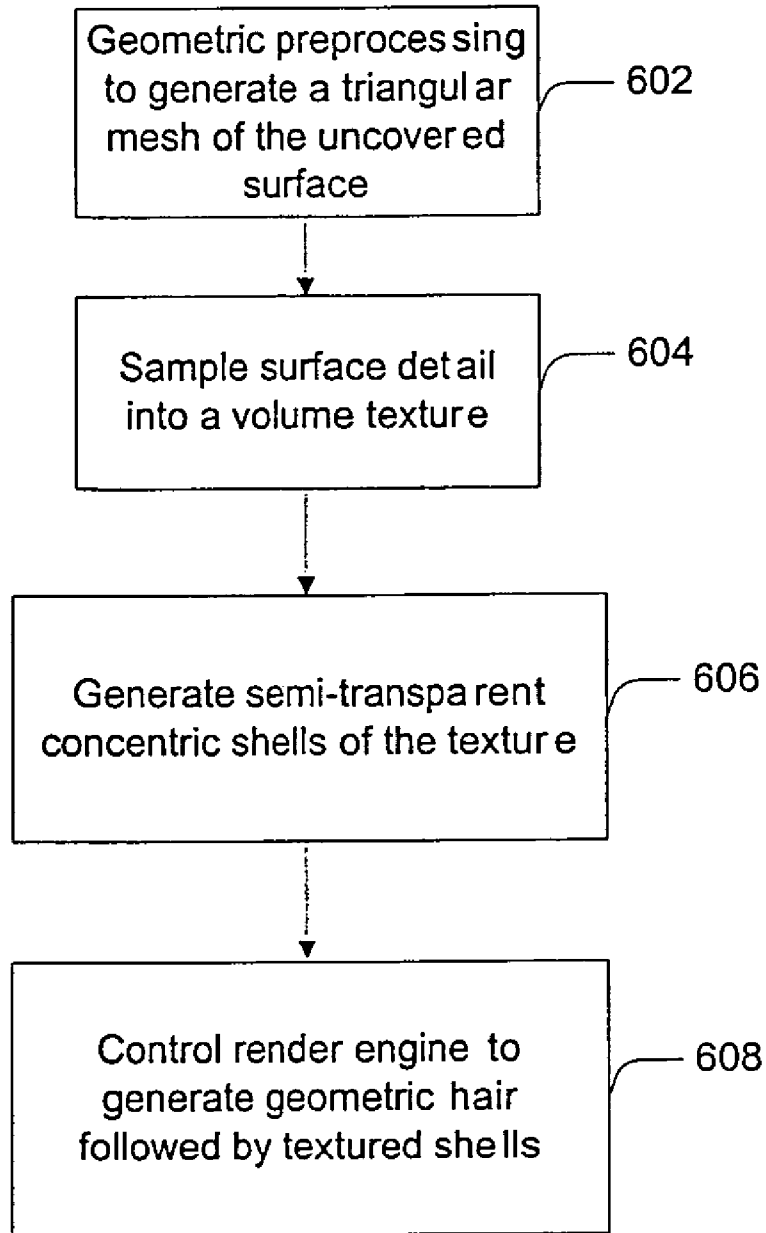 Geometric preprocessing
to generate a triangular
mesh of the uncovered
surface
602
Sample surface detail
into a volume texture
604
Generate semi-transparent
concentric shells of the texture
606
Control render engine to
generate geometric hair
followed by textured shells
608